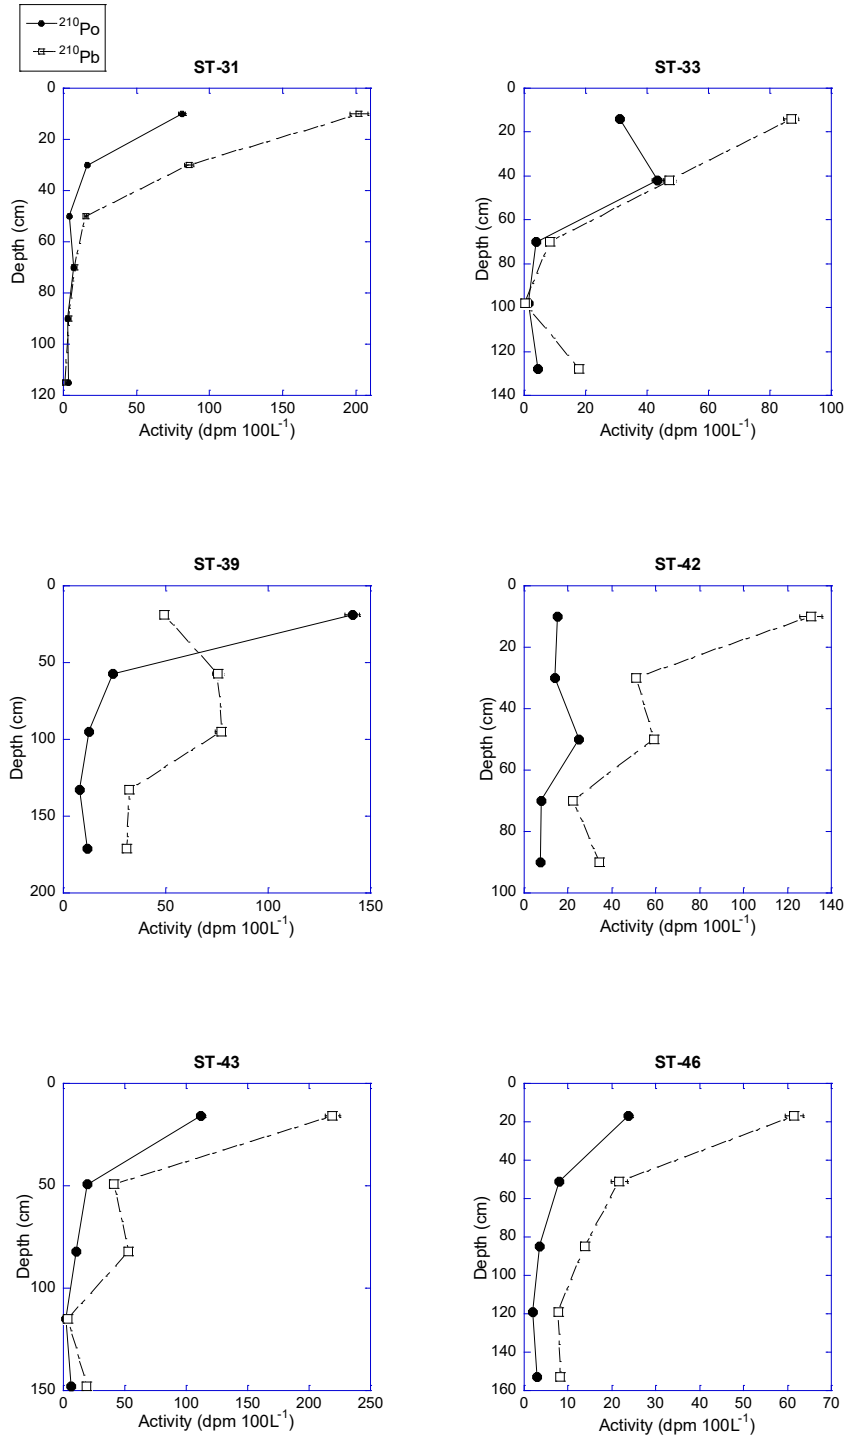 ²¹⁰Po
²¹⁰Pb
ST-31
0
20
40
60
80
100
120
Depth (cm)
0 50 100 150 200
Activity (dpm 100L⁻¹)
ST-33
0
20
40
60
80
100
120
140
Depth (cm)
0 20 40 60 80 100
Activity (dpm 100L⁻¹)
ST-39
0
50
100
150
200
Depth (cm)
0 50 100 150
Activity (dpm 100L⁻¹)
ST-42
0
20
40
60
80
100
Depth (cm)
0 20 40 60 80 100 120 140
Activity (dpm 100L⁻¹)
ST-43
0
50
100
150
Depth (cm)
0 50 100 150 200 250
Activity (dpm 100L⁻¹)
ST-46
0
20
40
60
80
100
120
140
160
Depth (cm)
0 10 20 30 40 50 60 70
Activity (dpm 100L⁻¹)